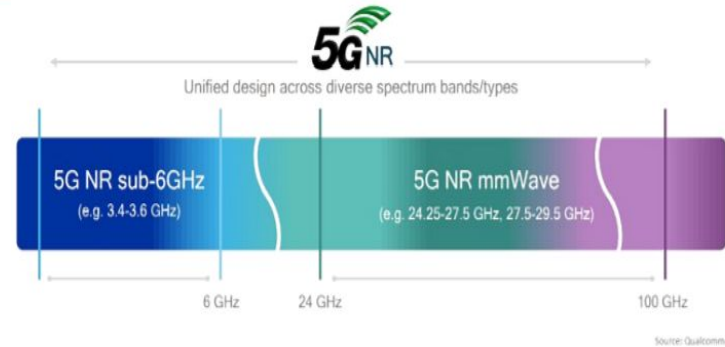 5G NR
Unified design across diverse spectrum bands/types
5G NR sub-6GHz
(e.g. 3.4-3.6 GHz)
5G NR mmWave
(e.g. 24.25-27.5 GHz, 27.5-29.5 GHz)
6 GHz
24 GHz
100 GHz
Source: Qualcomm